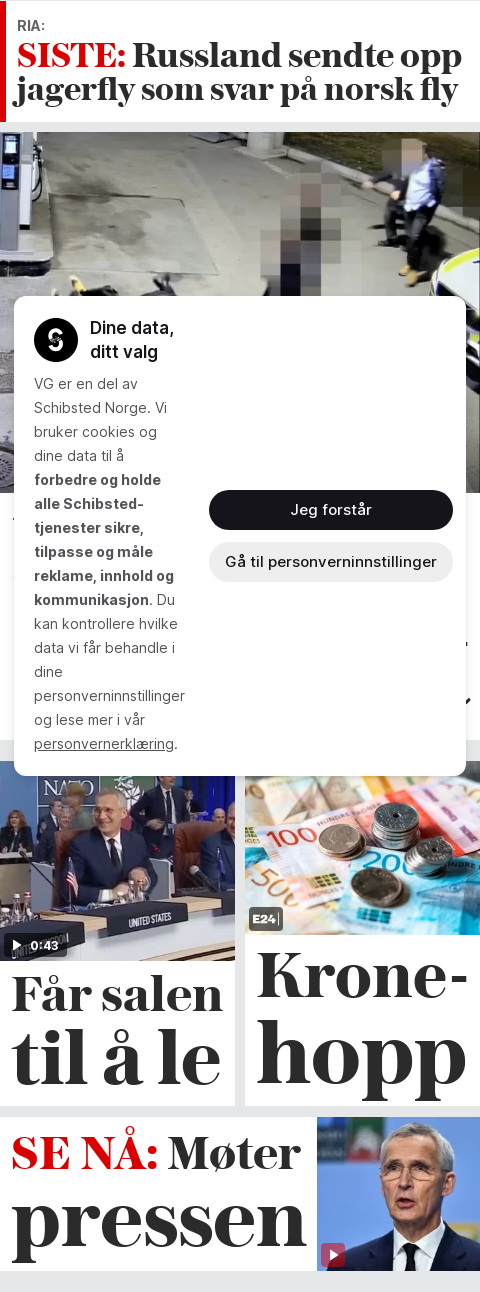 RIA:
SISTE: Russland sendte opp
jagerfly som svar på norsk fly
Dine data,
ditt valg
VG er en del av
Schibsted Norge. Vi
bruker cookies og
dine data til å
forbedre og holde
alle Schibsted-
tjenester sikre,
tilpasse og måle
reklame, innhold og
kommunikasjon. Du
kan kontrollere hvilke
data vi får behandle i
dine
personverninnstillinger
og lese mer i vår
personvernerklæring.
Jeg forstår
Gå til personverninnstillinger
NATO
UNITED STATES
0:43
Får salen
til å le
100
200
500
E24
Krone-
hopp
SE NÅ: Møter
pressen